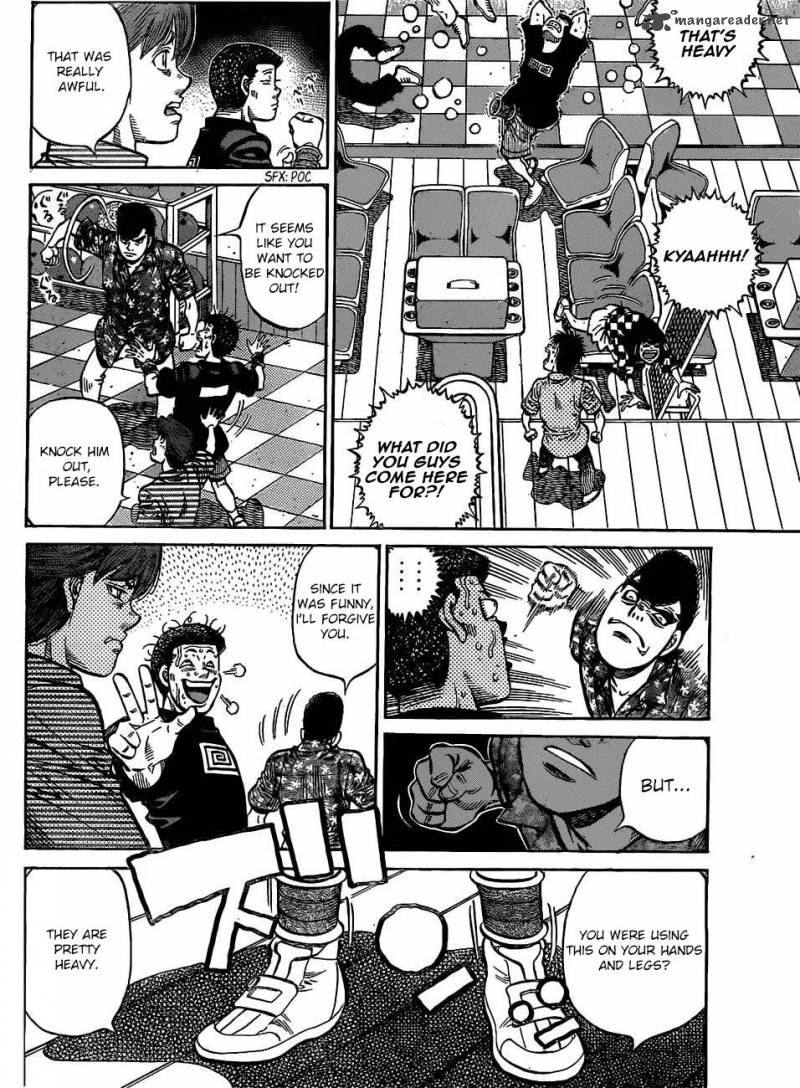 mangareader.net
THAT'S
HEAVY
KYAAHHH!
WHAT DID
YOU GUYS
COME HERE
FOR?!
THAT WAS
REALLY
AWFUL.
SFX: POC
IT SEEMS
LIKE YOU
WANT TO
BE KNOCKED
OUT!
KNOCK HIM
OUT,
PLEASE.
......
SINCE IT
WAS FUNNY,
I'LL FORGIVE
YOU.
BUT...
YOU WERE USING
THIS ON YOUR HANDS
AND LEGS?
THEY ARE
PRETTY
HEAVY.